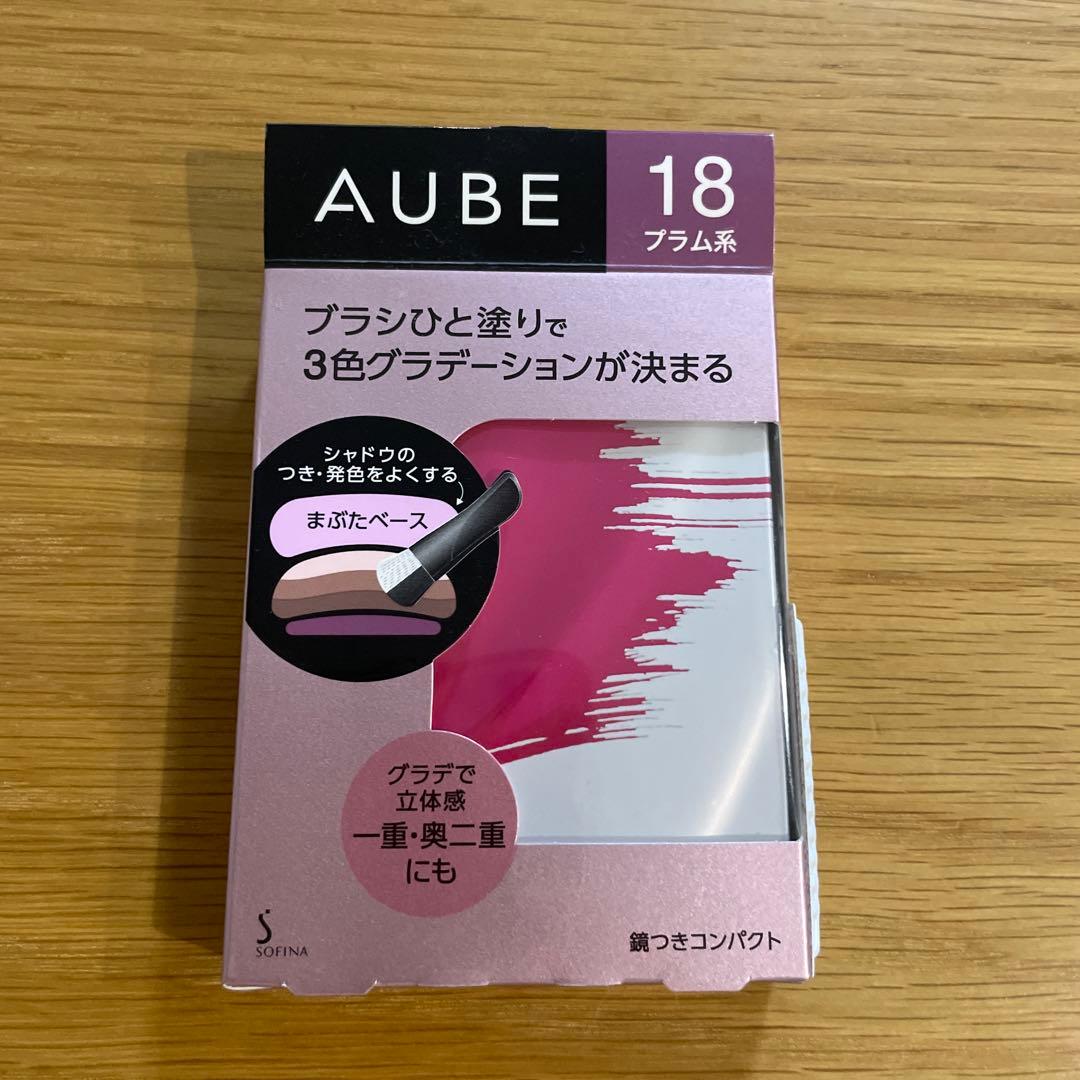 AUBE
18
プラム系
ブラシひと塗りで
3色グラデーションが決まる
シャドウの
つき・発色をよくする
まぶたベース
グラデで
立体感
一重・奥二重
にも
S
SOFINA
鏡つきコンパクト